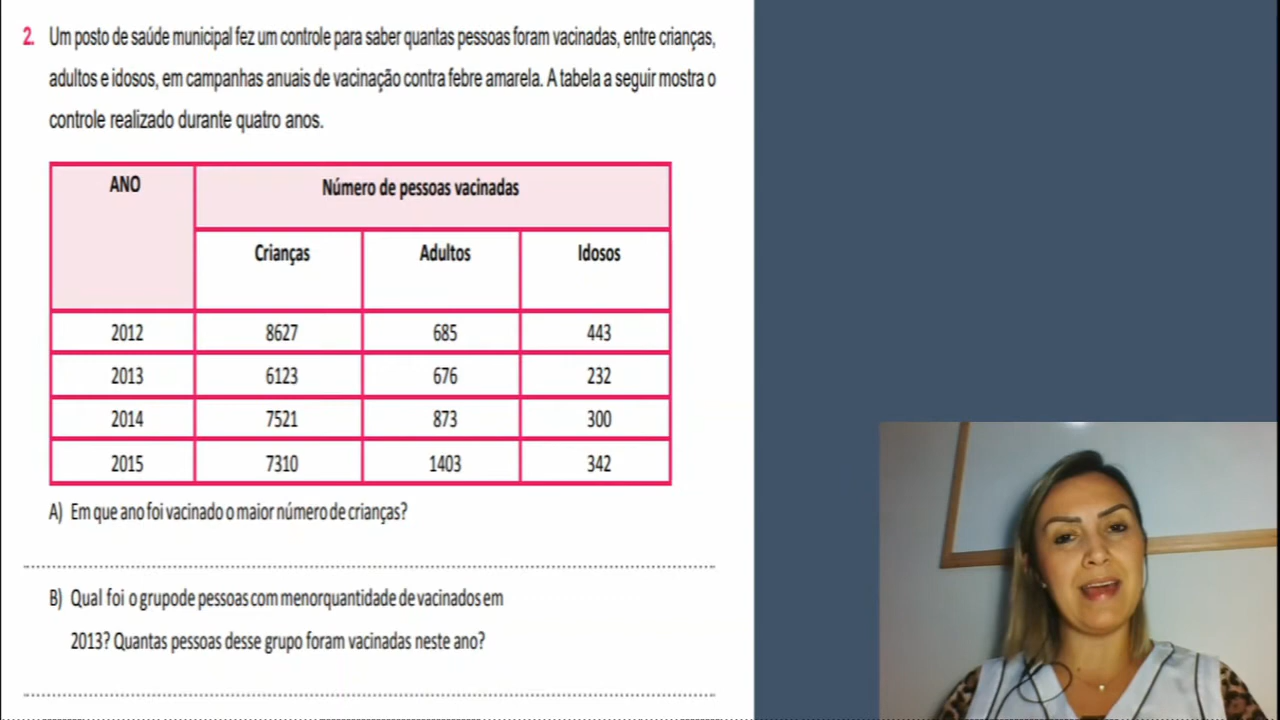 2. Um posto de saúde municipal fez um controle para saber quantas pessoas foram vacinadas, entre crianças,
adultos e idosos, em campanhas anuais de vacinação contra febre amarela. A tabela a seguir mostra o
controle realizado durante quatro anos.
ANO Número de pessoas vacinadas
Crianças Adultos Idosos
2012 8627 685 443
2013 6123 676 232
2014 7521 873 300
2015 7310 1403 342
A) Em que ano foi vacinado o maior número de crianças?
B) Qual foi o grupode pessoas com menorquantidade de vacinados em
2013? Quantas pessoas desse grupo foram vacinadas neste ano?